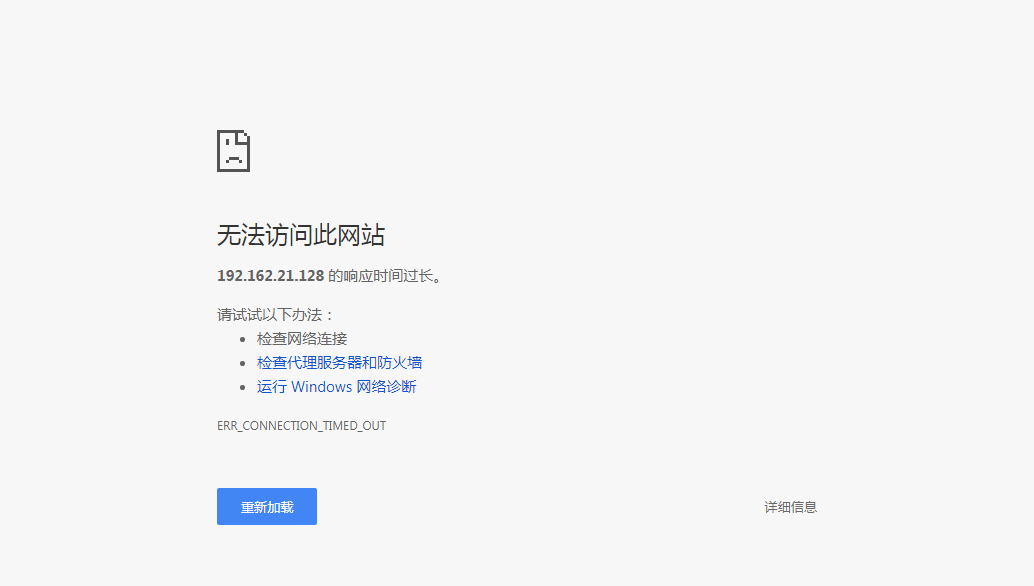 无法访问此网站
192.162.21.128 的响应时间过长。
请试试以下办法：
检查网络连接
检查代理服务器和防火墙
运行 Windows 网络诊断
ERR_CONNECTION_TIMED_OUT
重新加载
详细信息